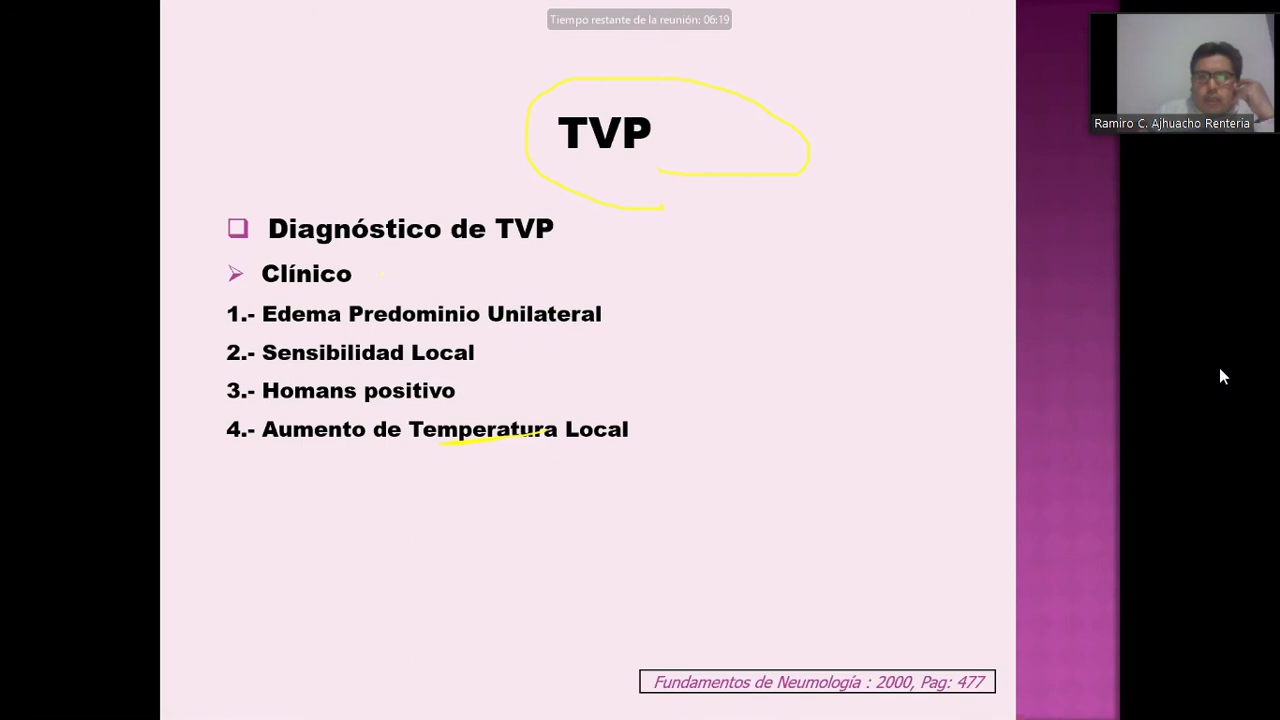 Tiempo restante de la reunión: 06:19
Ramiro C. Ajhuacho Renteria
TVP
Diagnóstico de TVP
Clínico
1.- Edema Predominio Unilateral
2.- Sensibilidad Local
3.- Homans positivo
4.- Aumento de Temperatura Local
Fundamentos de Neumología : 2000, Pag: 477